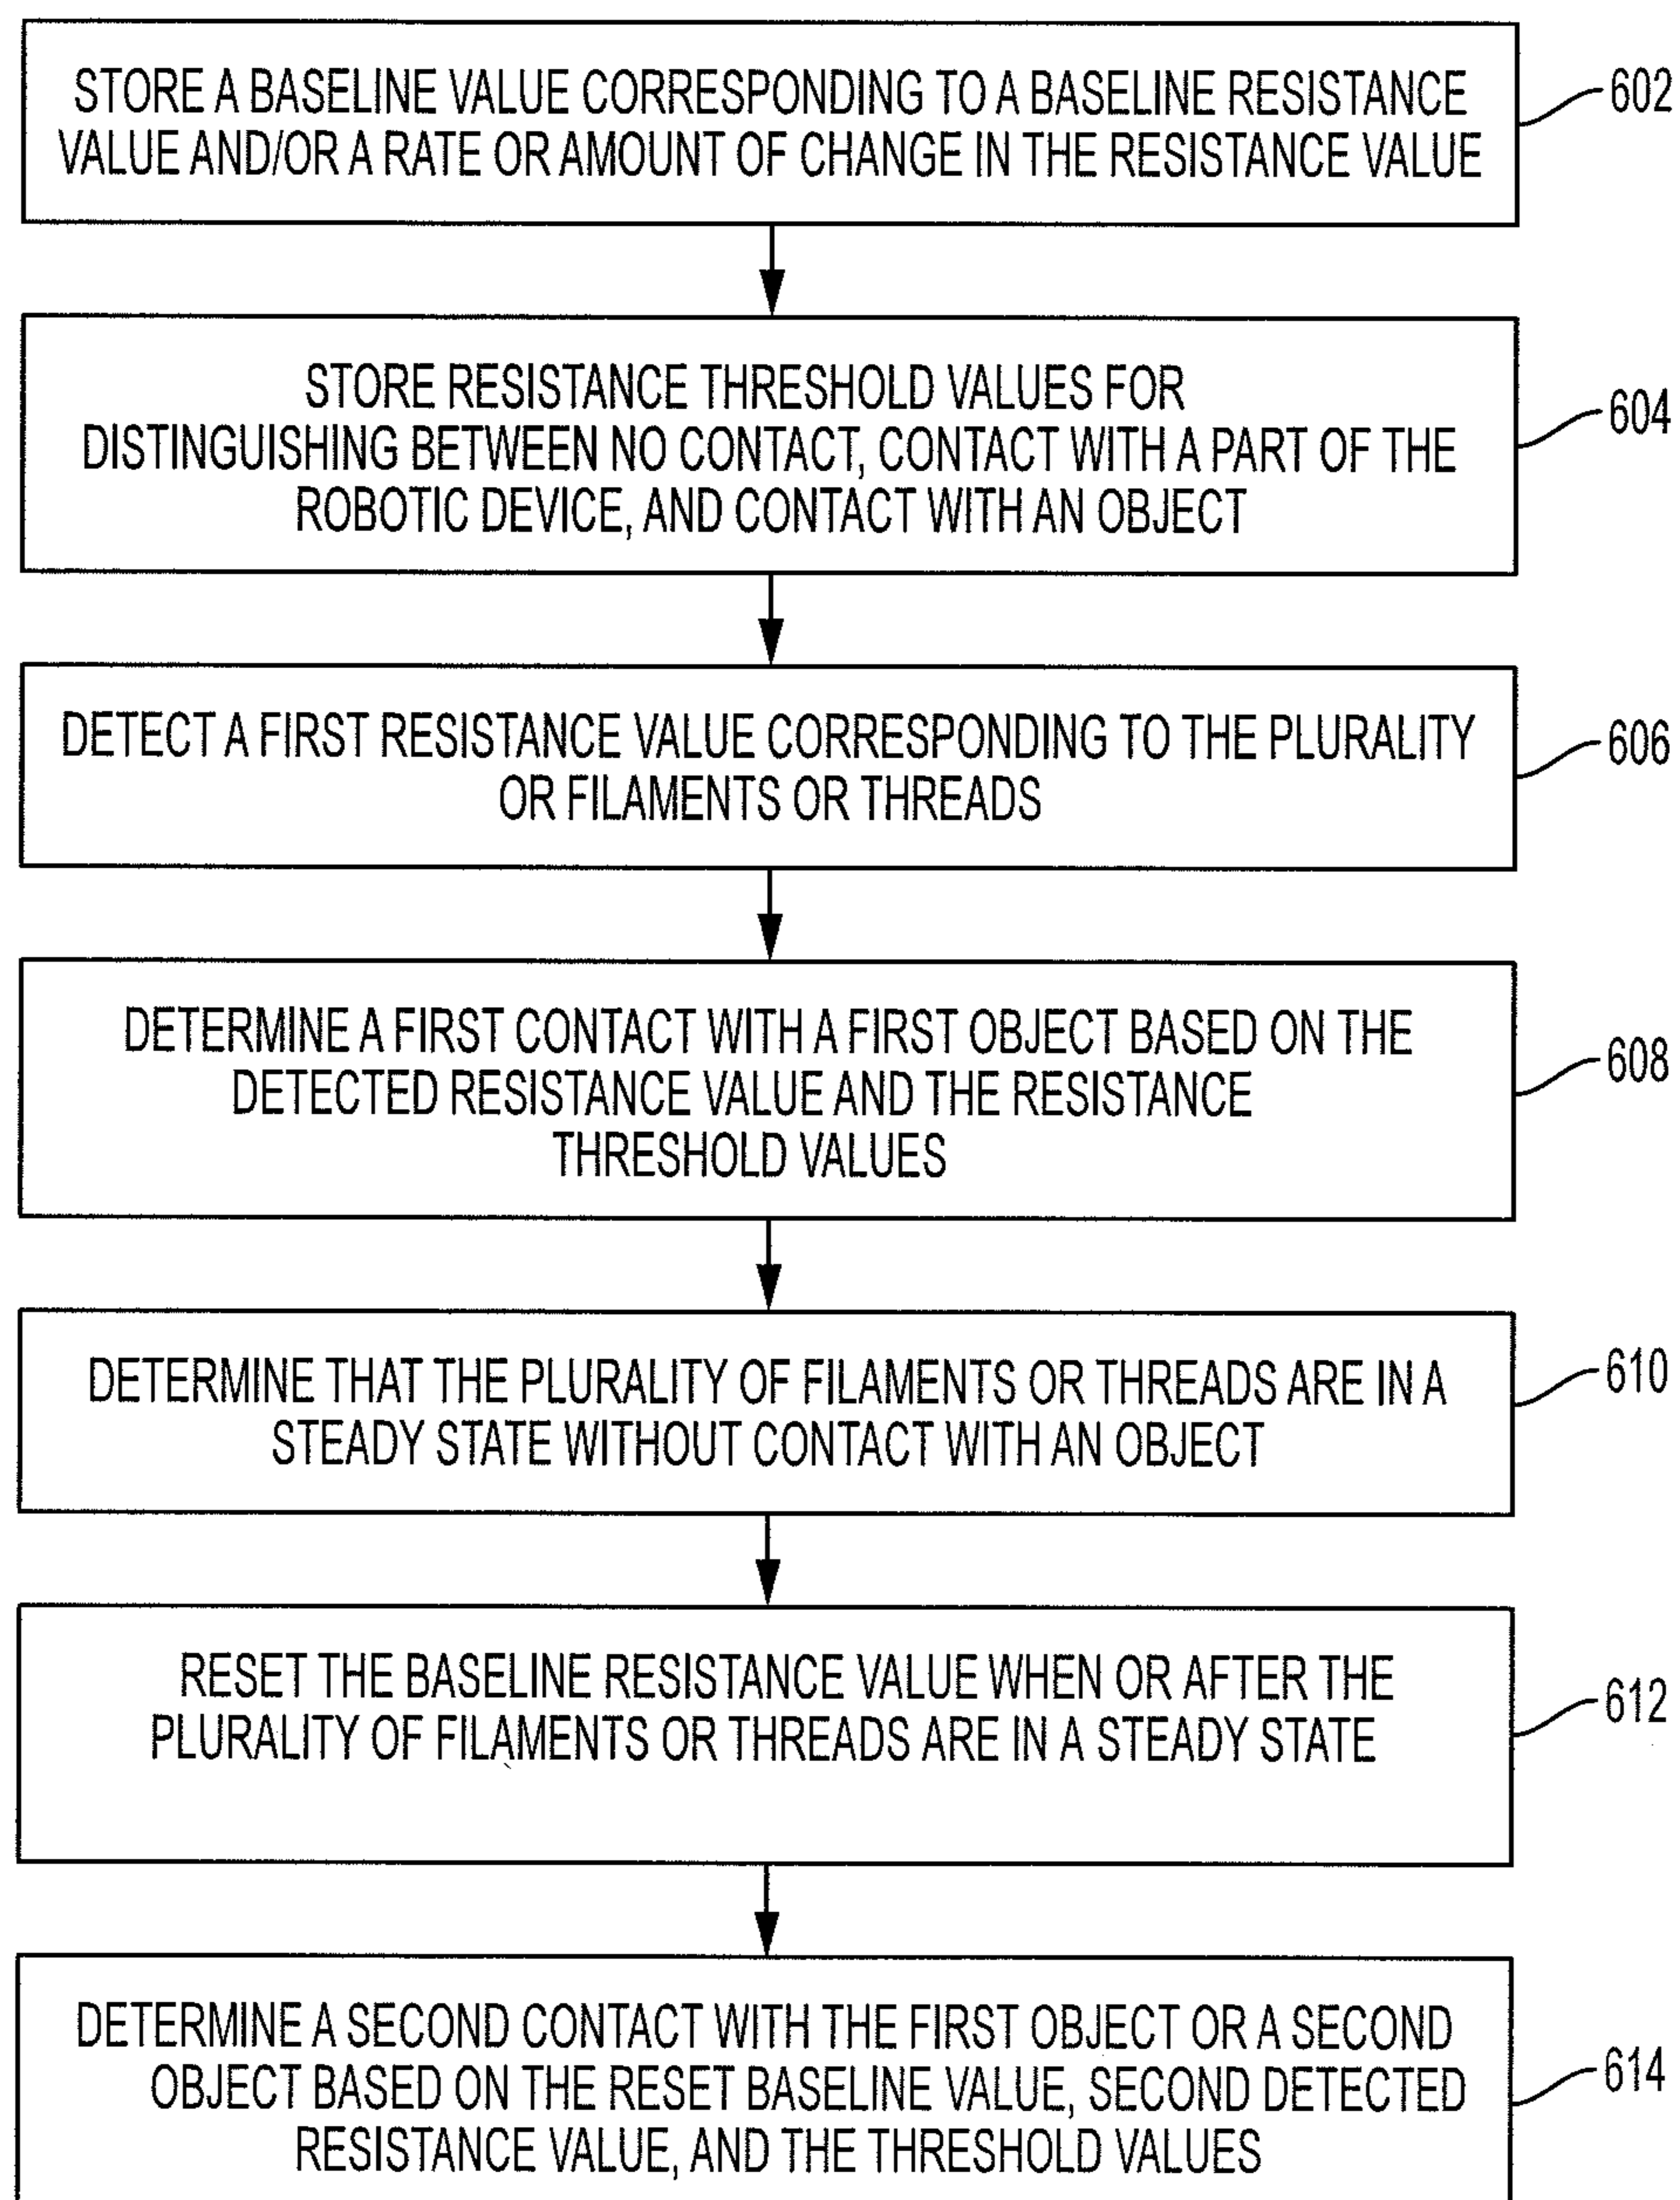 STORE A BASELINE VALUE CORRESPONDING TO A BASELINE RESISTANCE
VALUE AND/OR A RATE OR AMOUNT OF CHANGE IN THE RESISTANCE VALUE
602
STORE RESISTANCE THRESHOLD VALUES FOR
DISTINGUISHING BETWEEN NO CONTACT, CONTACT WITH A PART OF THE
ROBOTIC DEVICE, AND CONTACT WITH AN OBJECT
604
DETECT A FIRST RESISTANCE VALUE CORRESPONDING TO THE PLURALITY
OR FILAMENTS OR THREADS
606
DETERMINE A FIRST CONTACT WITH A FIRST OBJECT BASED ON THE
DETECTED RESISTANCE VALUE AND THE RESISTANCE
THRESHOLD VALUES
608
DETERMINE THAT THE PLURALITY OF FILAMENTS OR THREADS ARE IN A
STEADY STATE WITHOUT CONTACT WITH AN OBJECT
610
RESET THE BASELINE RESISTANCE VALUE WHEN OR AFTER THE
PLURALITY OF FILAMENTS OR THREADS ARE IN A STEADY STATE
612
DETERMINE A SECOND CONTACT WITH THE FIRST OBJECT OR A SECOND
OBJECT BASED ON THE RESET BASELINE VALUE, SECOND DETECTED
RESISTANCE VALUE, AND THE THRESHOLD VALUES
614